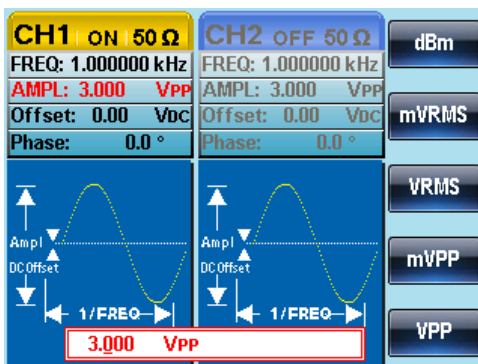 CH1 ON 50 Ω
FREQ: 1.000000 kHz
AMPL: 3.000 VPP
Offset: 0.00 VDC
Phase: 0.0 °
CH2 OFF 50 Ω
FREQ: 1.000000 kHz
AMPL: 3.000 VPP
Offset: 0.00 VDC
Phase: 0.0 °
Ampl
DC Offset
1/FREQ
Ampl
DC Offset
1/FREQ
3.000 VPP
dBm
mVRMS
VRMS
mVPP
VPP